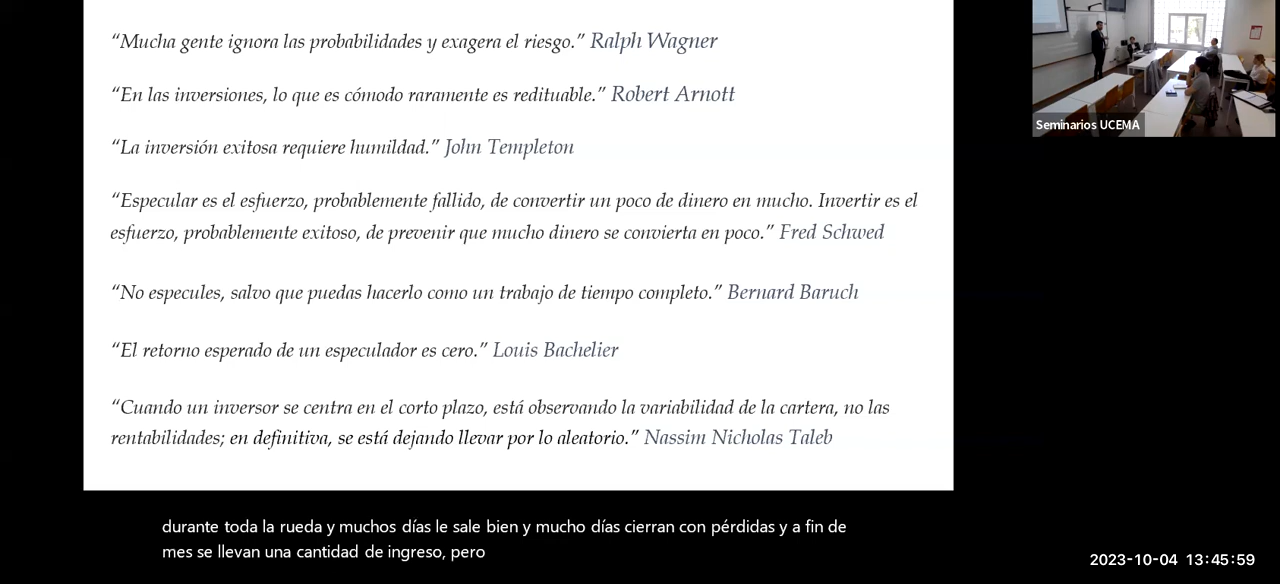 “Mucha gente ignora las probabilidades y exagera el riesgo.” Ralph Wagner
“En las inversiones, lo que es cómodo raramente es redituable.” Robert Arnott
“La inversión exitosa requiere humildad.” John Templeton
“Especular es el esfuerzo, probablemente fallido, de convertir un poco de dinero en mucho. Invertir es el
esfuerzo, probablemente exitoso, de prevenir que mucho dinero se convierta en poco.” Fred Schwed
“No especules, salvo que puedas hacerlo como un trabajo de tiempo completo.” Bernard Baruch
“El retorno esperado de un especulador es cero.” Louis Bachelier
“Cuando un inversor se centra en el corto plazo, está observando la variabilidad de la cartera, no las
rentabilidades; en definitiva, se está dejando llevar por lo aleatorio.” Nassim Nicholas Taleb
Seminarios UCEMA
durante toda la rueda y muchos días le sale bien y mucho días cierran con pérdidas y a fin de
mes se llevan una cantidad de ingreso, pero
2023-10-04 13:45:59